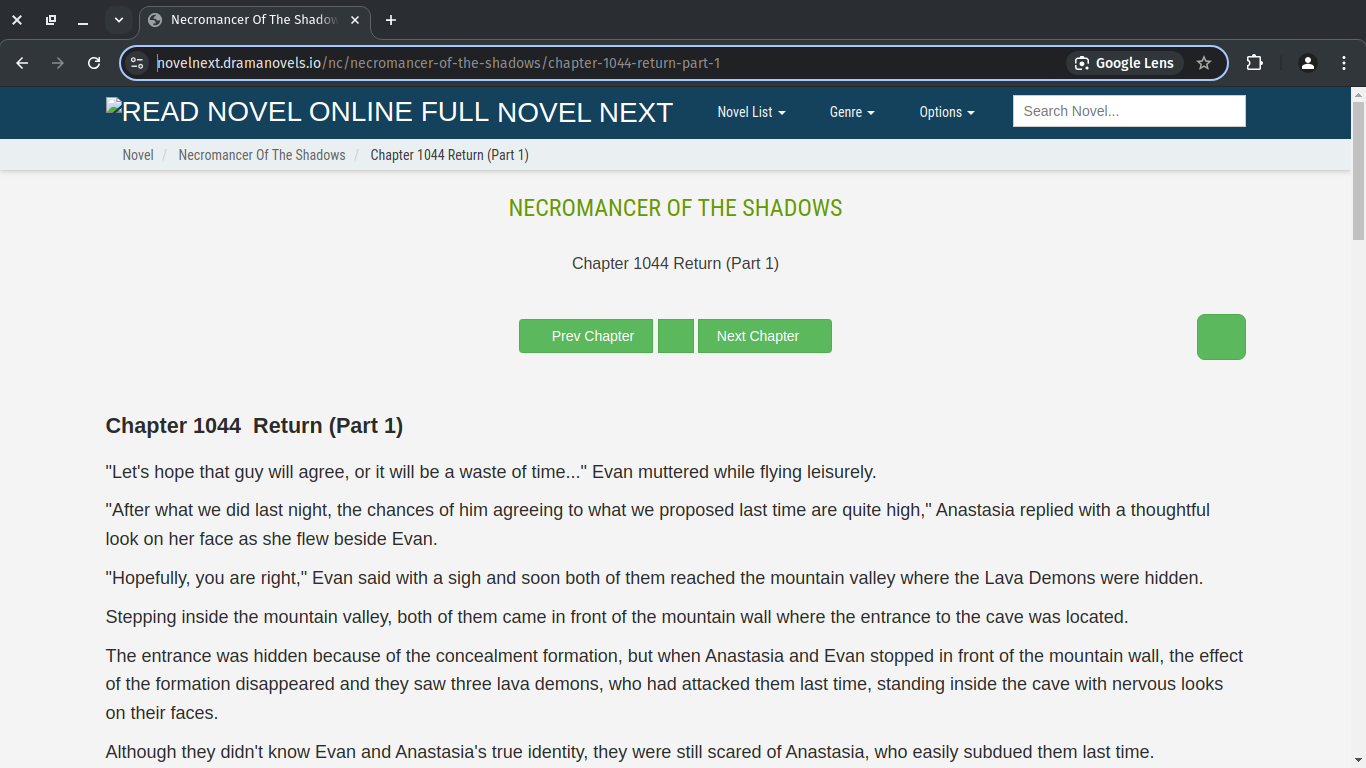 Necromancer Of The Shadow
novelnext.dramanovels.io/nc/necromancer-of-the-shadows/chapter-1044-return-part-1
Google Lens
READ NOVEL ONLINE FULL NOVEL NEXT
Novel List
Genre
Options
Search Novel...
Novel / Necromancer Of The Shadows / Chapter 1044 Return (Part 1)
NECROMANCER OF THE SHADOWS
Chapter 1044 Return (Part 1)
Prev Chapter
Next Chapter
Chapter 1044  Return (Part 1)
"Let's hope that guy will agree, or it will be a waste of time..." Evan muttered while flying leisurely.
"After what we did last night, the chances of him agreeing to what we proposed last time are quite high," Anastasia replied with a thoughtful
look on her face as she flew beside Evan.
"Hopefully, you are right," Evan said with a sigh and soon both of them reached the mountain valley where the Lava Demons were hidden.
Stepping inside the mountain valley, both of them came in front of the mountain wall where the entrance to the cave was located.
The entrance was hidden because of the concealment formation, but when Anastasia and Evan stopped in front of the mountain wall, the effect
of the formation disappeared and they saw three lava demons, who had attacked them last time, standing inside the cave with nervous looks
on their faces.
Although they didn't know Evan and Anastasia's true identity, they were still scared of Anastasia, who easily subdued them last time.